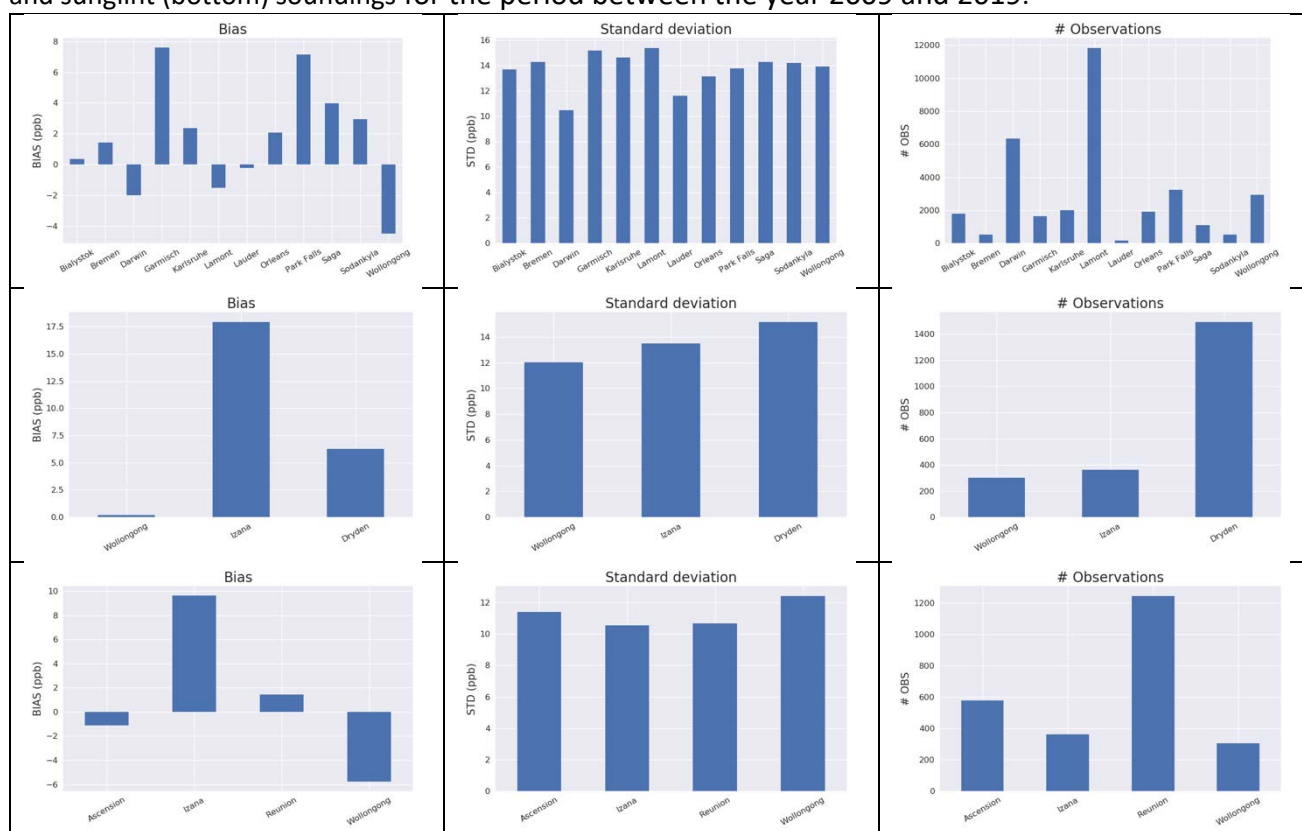 and sunglint (bottom) soundings for the period between the year 2009 and 2019.
Bias
8
6
4
2
0
−2
−4
BIAS (ppb)
Bialystok
Bremen
Darwin
Garmisch
Karlsruhe
Lamont
Lauder
Orleans
Park Falls
Saga
Sodankyla
Wollongong
Standard deviation
16
14
12
10
8
6
4
2
0
STD (ppb)
Bialystok
Bremen
Darwin
Garmisch
Karlsruhe
Lamont
Lauder
Orleans
Park Falls
Saga
Sodankyla
Wollongong
# Observations
12000
10000
8000
6000
4000
2000
0
# OBS
Bialystok
Bremen
Darwin
Garmisch
Karlsruhe
Lamont
Lauder
Orleans
Park Falls
Saga
Sodankyla
Wollongong
Bias
17.5
15.0
12.5
10.0
7.5
5.0
2.5
0.0
BIAS (ppb)
Wollongong
Izana
Dryden
Standard deviation
14
12
10
8
6
4
2
0
STD (ppb)
Wollongong
Izana
Dryden
# Observations
1400
1200
1000
800
600
400
200
0
# OBS
Wollongong
Izana
Dryden
Bias
10
8
6
4
2
0
−2
−4
−6
BIAS (ppb)
Ascension
Izana
Reunion
Wollongong
Standard deviation
12
10
8
6
4
2
0
STD (ppb)
Ascension
Izana
Reunion
Wollongong
# Observations
1200
1000
800
600
400
200
0
# OBS
Ascension
Izana
Reunion
Wollongong